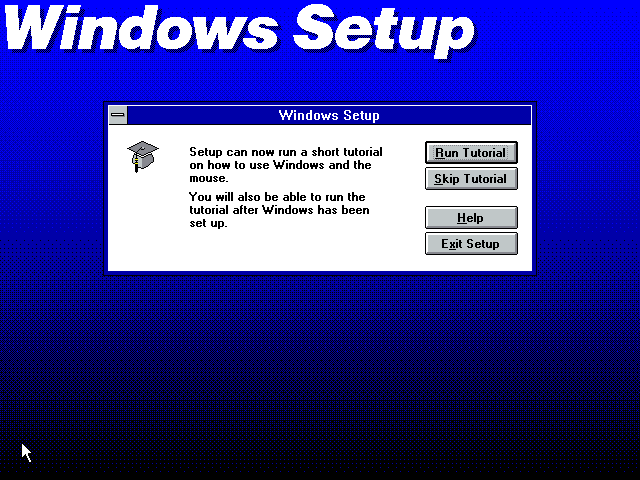 Windows Setup
Windows Setup
Setup can now run a short tutorial
on how to use Windows and the
mouse.
You will also be able to run the
tutorial after Windows has been
set up.
Run Tutorial
Skip Tutorial
Help
Exit Setup